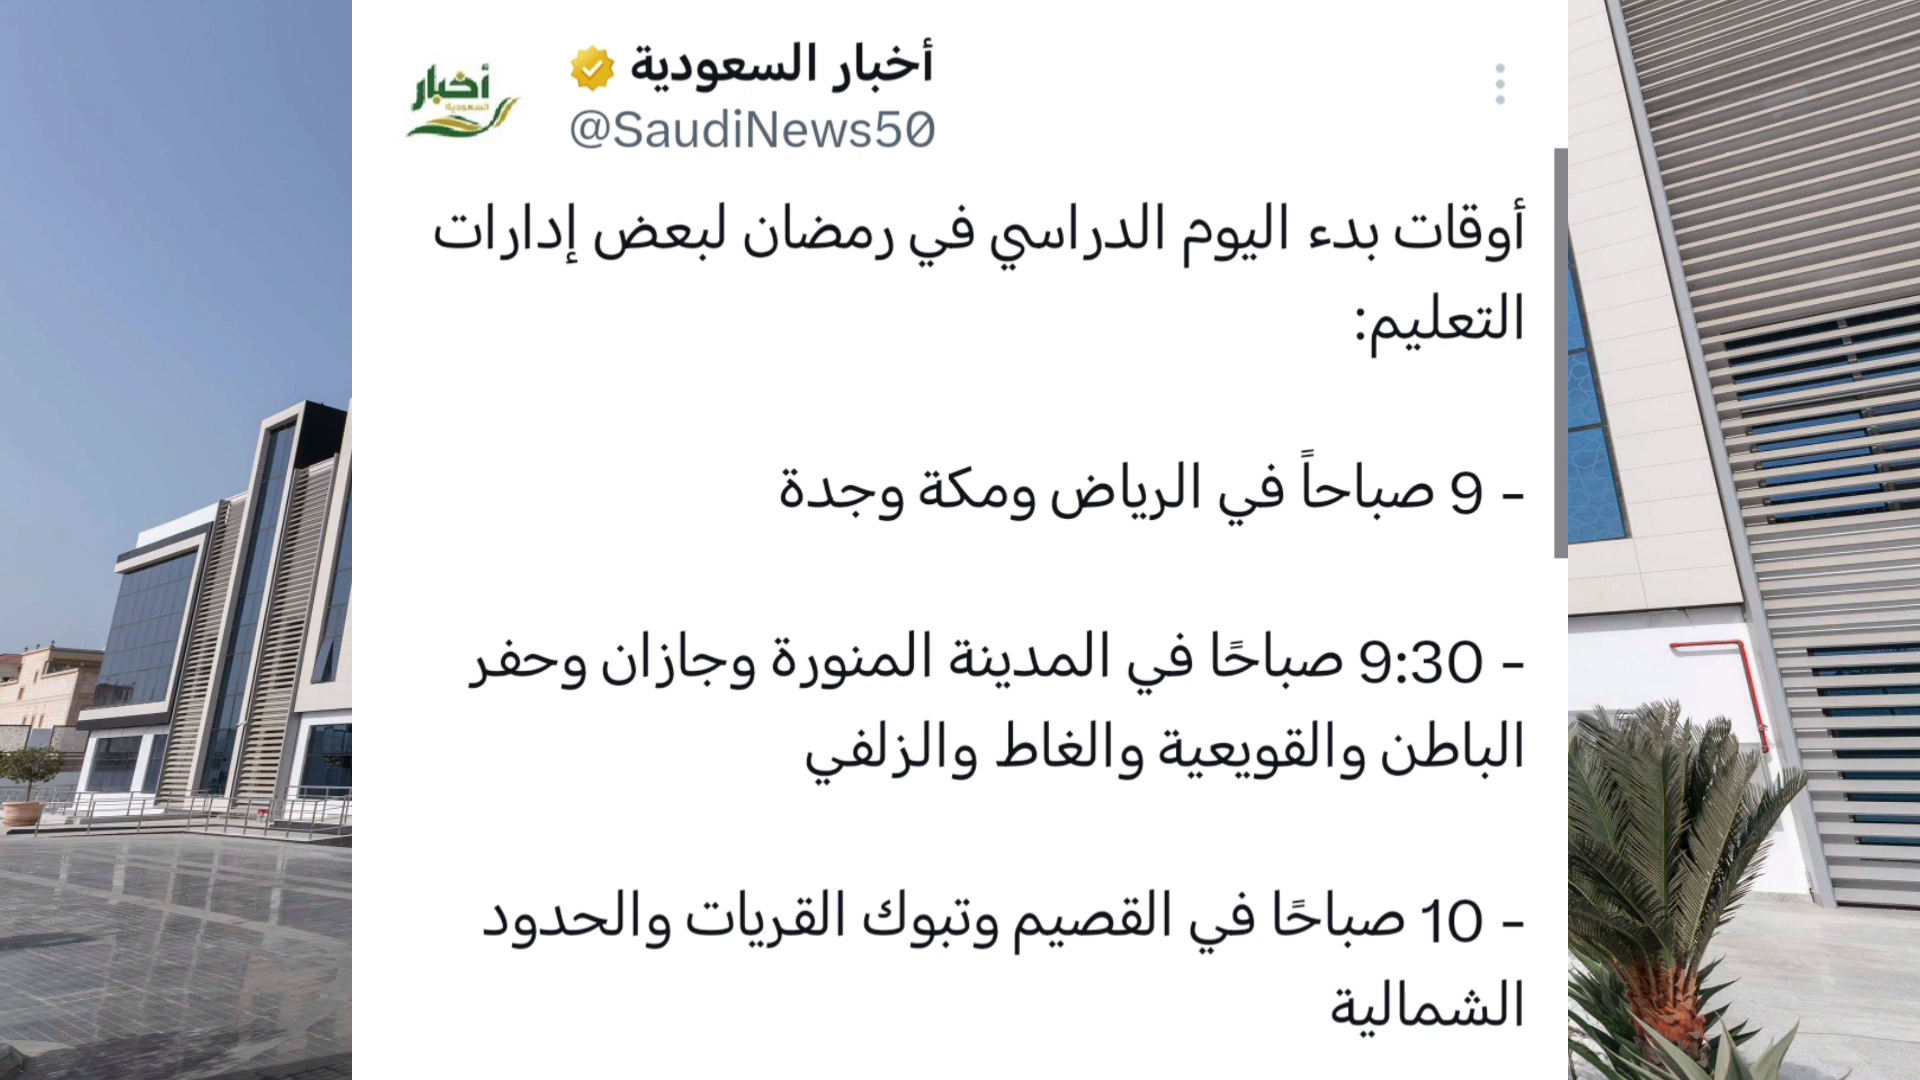 أخبار
السعودية
أخبار السعودية
@SaudiNews50
أوقات بدء اليوم الدراسي في رمضان لبعض إدارات
التعليم:
- 9 صباحاً في الرياض ومكة وجدة
- 9:30 صباحًا في المدينة المنورة وجازان وحفر
الباطن والقويعية والغاط والزلفي
- 10 صباحًا في القصيم وتبوك القريات والحدود
الشمالية